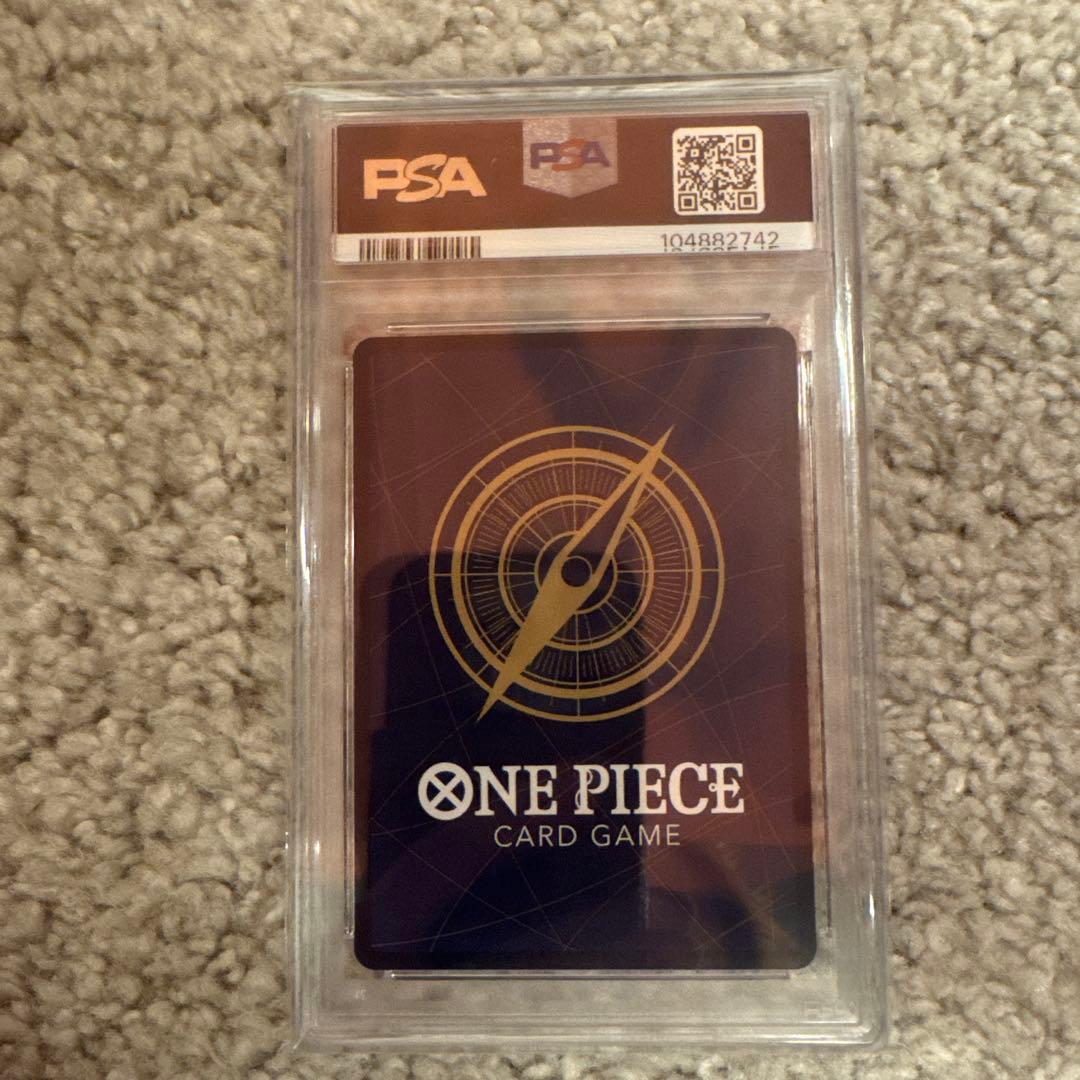 PSA
PSA
104882742
ONE PIECE
CARD GAME